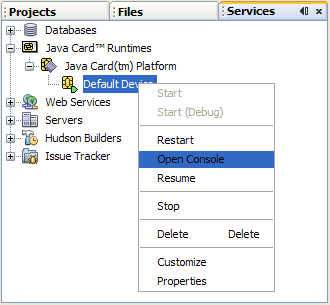 Projects Files Services
Databases
Java Card™ Runtimes
Java Card(tm) Platform
Default Device
Web Services
Servers
Hudson Builders
Issue Tracker
Start
Start (Debug)
Restart
Open Console
Resume
Stop
Delete Delete
Customize
Properties